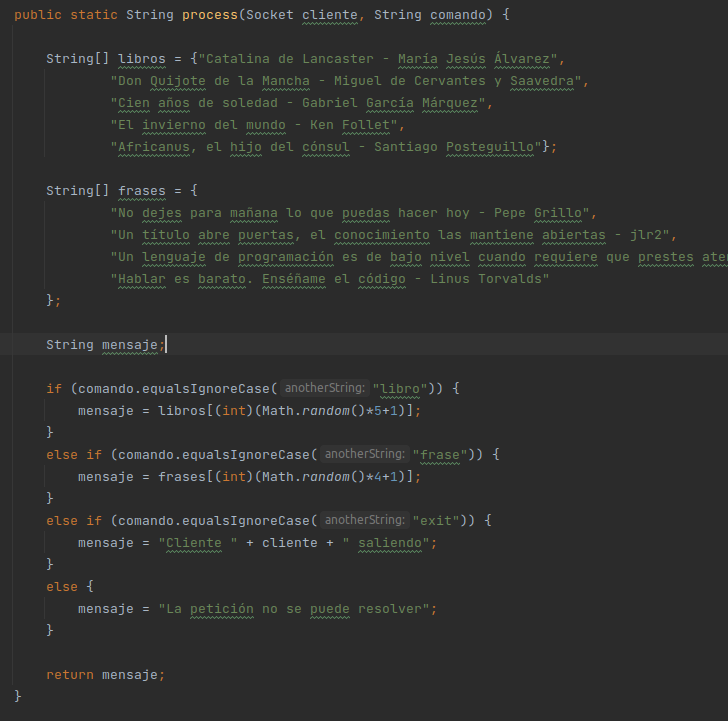 public static String process(Socket cliente, String comando) {
String[] libros = {"Catalina de Lancaster - María Jesús Álvarez",
"Don Quijote de la Mancha - Miguel de Cervantes y Saavedra",
"Cien años de soledad - Gabriel García Márquez",
"El invierno del mundo - Ken Follet",
"Africanus, el hijo del cónsul - Santiago Posteguillo"};
String[] frases = {
"No dejes para mañana lo que puedas hacer hoy - Pepe Grillo",
"Un título abre puertas, el conocimiento las mantiene abiertas - jlr2",
"Un lenguaje de programación es de bajo nivel cuando requiere que prestes aten
"Hablar es barato. Enséñame el código - Linus Torvalds"
};
String mensaje;
if (comando.equalsIgnoreCase( anotherString: "libro")) {
mensaje = libros[(int)(Math.random()*5+1)];
}
else if (comando.equalsIgnoreCase( anotherString: "frase")) {
mensaje = frases[(int)(Math.random()*4+1)];
}
else if (comando.equalsIgnoreCase( anotherString: "exit")) {
mensaje = "Cliente " + cliente + " saliendo";
}
else {
mensaje = "La petición no se puede resolver";
}
return mensaje;
}